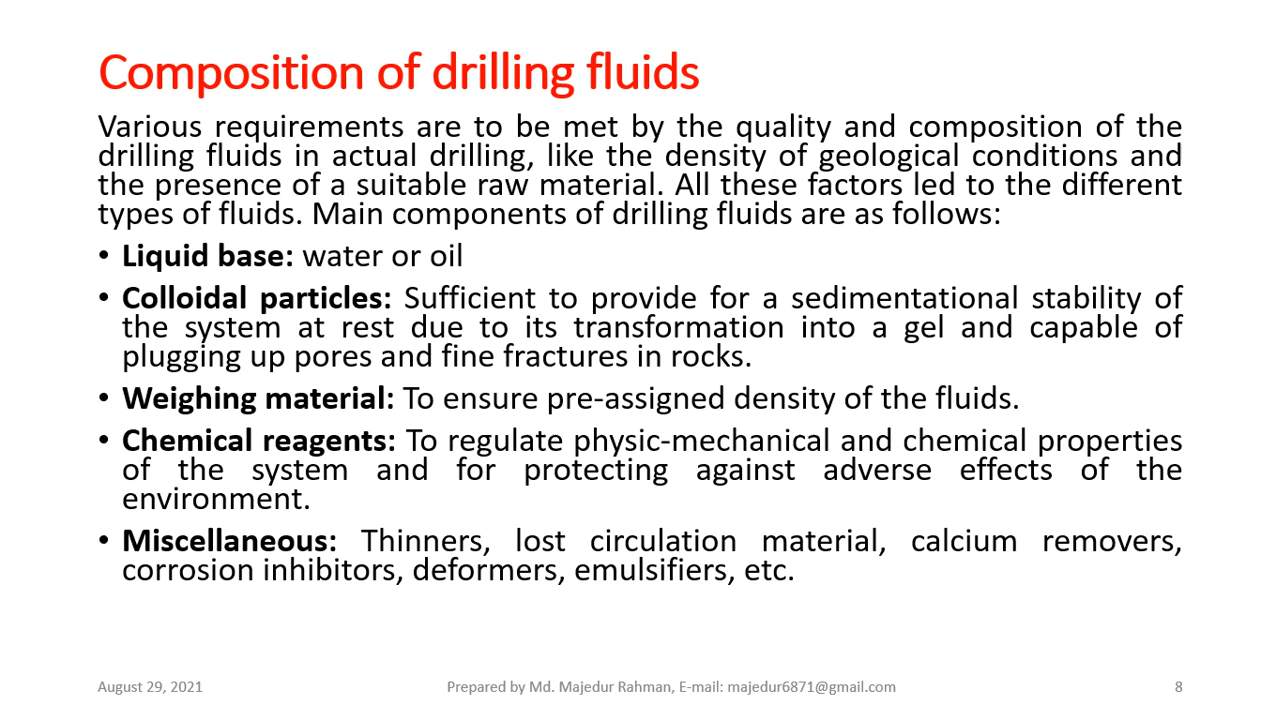 Composition of drilling fluids
Various requirements are to be met by the quality and composition of the
drilling fluids in actual drilling, like the density of geological conditions and
the presence of a suitable raw material. All these factors led to the different
types of fluids. Main components of drilling fluids are as follows:
• Liquid base: water or oil
• Colloidal particles: Sufficient to provide for a sedimentational stability of
the system at rest due to its transformation into a gel and capable of
plugging up pores and fine fractures in rocks.
• Weighing material: To ensure pre-assigned density of the fluids.
• Chemical reagents: To regulate physic-mechanical and chemical properties
of the system and for protecting against adverse effects of the
environment.
• Miscellaneous: Thinners, lost circulation material, calcium removers,
corrosion inhibitors, deformers, emulsifiers, etc.
August 29, 2021
Prepared by Md. Majedur Rahman, E-mail: majedur6871@gmail.com
8